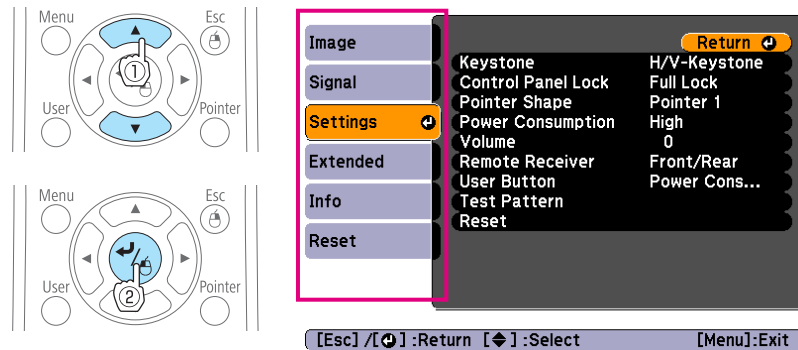 Menu Esc
1
User Pointer
Menu Esc
User Pointer
2
Image
Signal
Settings
Extended
Info
Reset
Return
Keystone H/V-Keystone
Control Panel Lock Full Lock
Pointer Shape Pointer 1
Power Consumption High
Volume 0
Remote Receiver Front/Rear
User Button Power Cons...
Test Pattern
Reset
[Esc] /[⏎] :Return [◆] :Select [Menu]:Exit